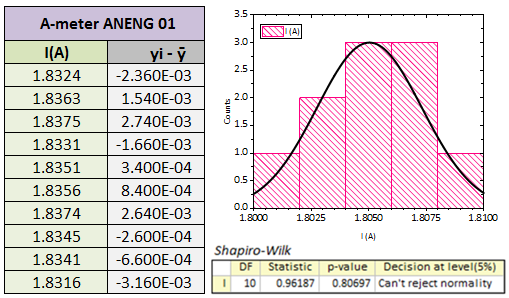 A-meter ANENG 01
I(A) yi - ȳ
1.8324 -2.360E-03
1.8363 1.540E-03
1.8375 2.740E-03
1.8331 -1.660E-03
1.8351 3.400E-04
1.8356 8.400E-04
1.8374 2.640E-03
1.8345 -2.600E-04
1.8341 -6.600E-04
1.8316 -3.160E-03
I (A)
Counts
3.5
3.0
2.5
2.0
1.5
1.0
0.5
0.0
1.8000 1.8025 1.8050 1.8075 1.8100
I (A)
Shapiro-Wilk
DF Statistic p-value Decision at level(5%)
I 10 0.96187 0.80697 Can't reject normality